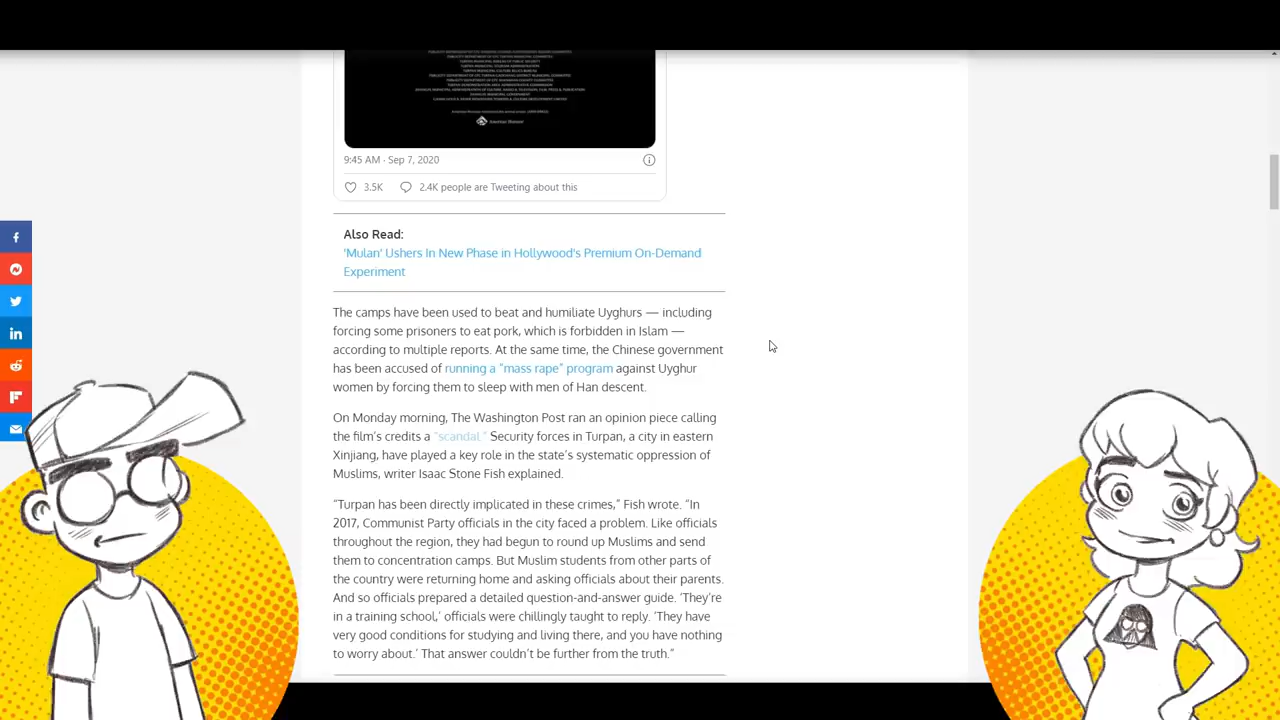 9:45 AM · Sep 7, 2020
3.5K 2.4K people are Tweeting about this
Also Read:
'Mulan' Ushers In New Phase in Hollywood's Premium On-Demand
Experiment
The camps have been used to beat and humiliate Uyghurs — including
forcing some prisoners to eat pork, which is forbidden in Islam —
according to multiple reports. At the same time, the Chinese government
has been accused of running a “mass rape” program against Uyghur
women by forcing them to sleep with men of Han descent.
On Monday morning, The Washington Post ran an opinion piece calling
the film's credits a “scandal.” Security forces in Turpan, a city in eastern
Xinjiang, have played a key role in the state's systematic oppression of
Muslims, writer Isaac Stone Fish explained.
“Turpan has been directly implicated in these crimes,” Fish wrote. “In
2017, Communist Party officials in the city faced a problem. Like officials
throughout the region, they had begun to round up Muslims and send
them to concentration camps. But Muslim students from other parts of
the country were returning home and asking officials about their parents.
And so officials prepared a detailed question-and-answer guide. ‘They're
in a training school,’ officials were chillingly taught to reply. ‘They have
very good conditions for studying and living there, and you have nothing
to worry about.’ That answer couldn't be further from the truth.”